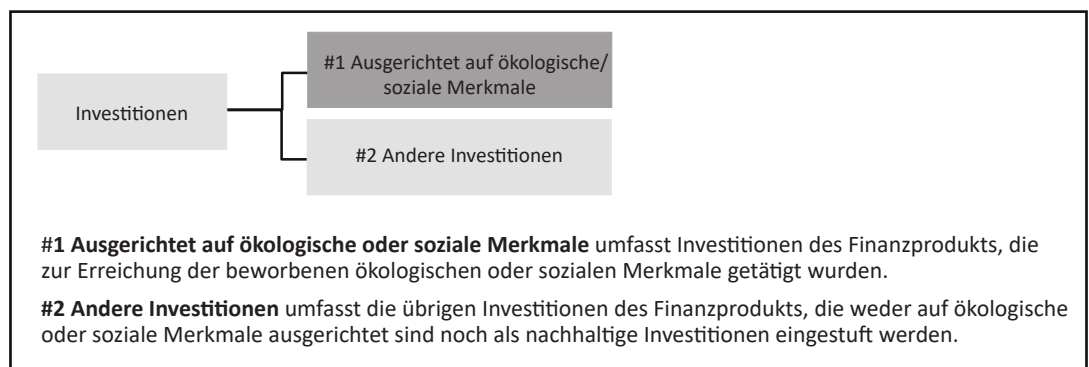 #1 Ausgerichtet auf ökologische/
soziale Merkmale
Investitionen
#2 Andere Investitionen
#1 Ausgerichtet auf ökologische oder soziale Merkmale umfasst Investitionen des Finanzprodukts, die
zur Erreichung der beworbenen ökologischen oder sozialen Merkmale getätigt wurden.
#2 Andere Investitionen umfasst die übrigen Investitionen des Finanzprodukts, die weder auf ökologische
oder soziale Merkmale ausgerichtet sind noch als nachhaltige Investitionen eingestuft werden.